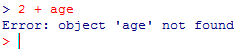 > 2 + age
Error: object 'age' not found
>